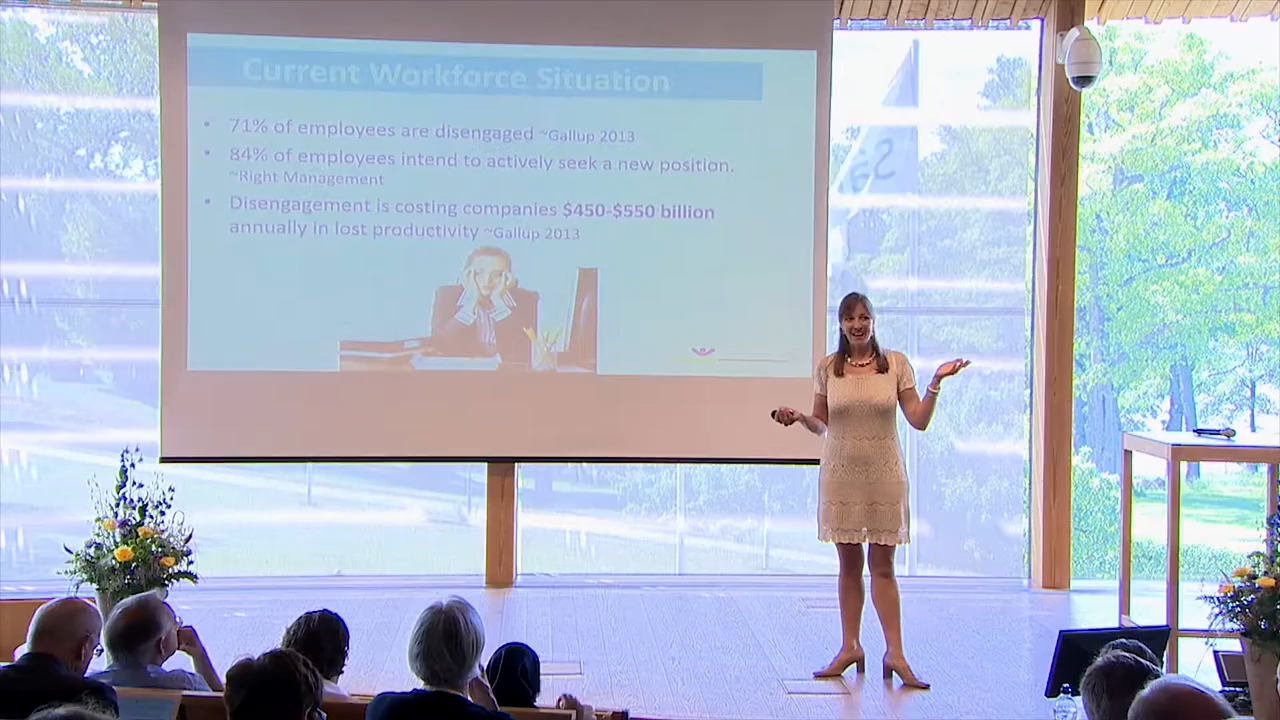 Current Workforce Situation
• 71% of employees are disengaged ~Gallup 2013
• 84% of employees intend to actively seek a new position.
~Right Management
• Disengagement is costing companies $450-$550 billion
annually in lost productivity ~Gallup 2013